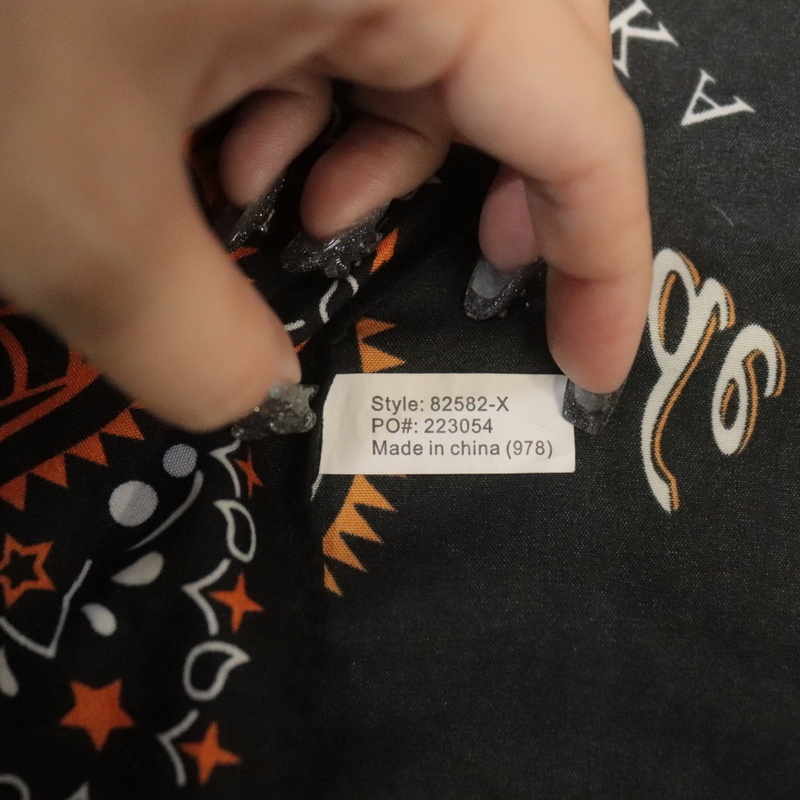 K
A
Style: 82582-X
PO#: 223054
Made in china (978)